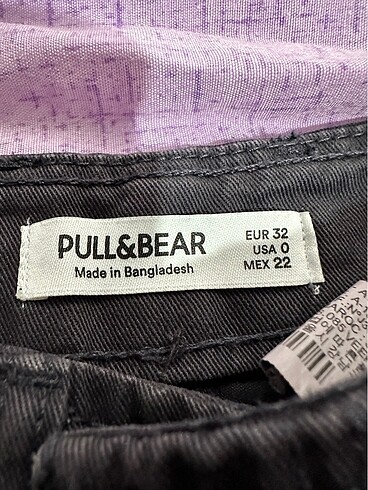 PULL&BEAR
Made in Bangladesh
EUR 32
USA 0
MEX 22